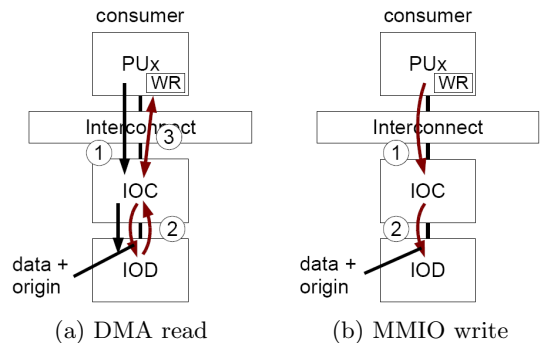 consumer
PUx
WR
Interconnect
3
1
IOC
2
data +
origin
IOD
(a) DMA read
consumer
PUx
WR
Interconnect
1
IOC
2
data +
origin
IOD
(b) MMIO write